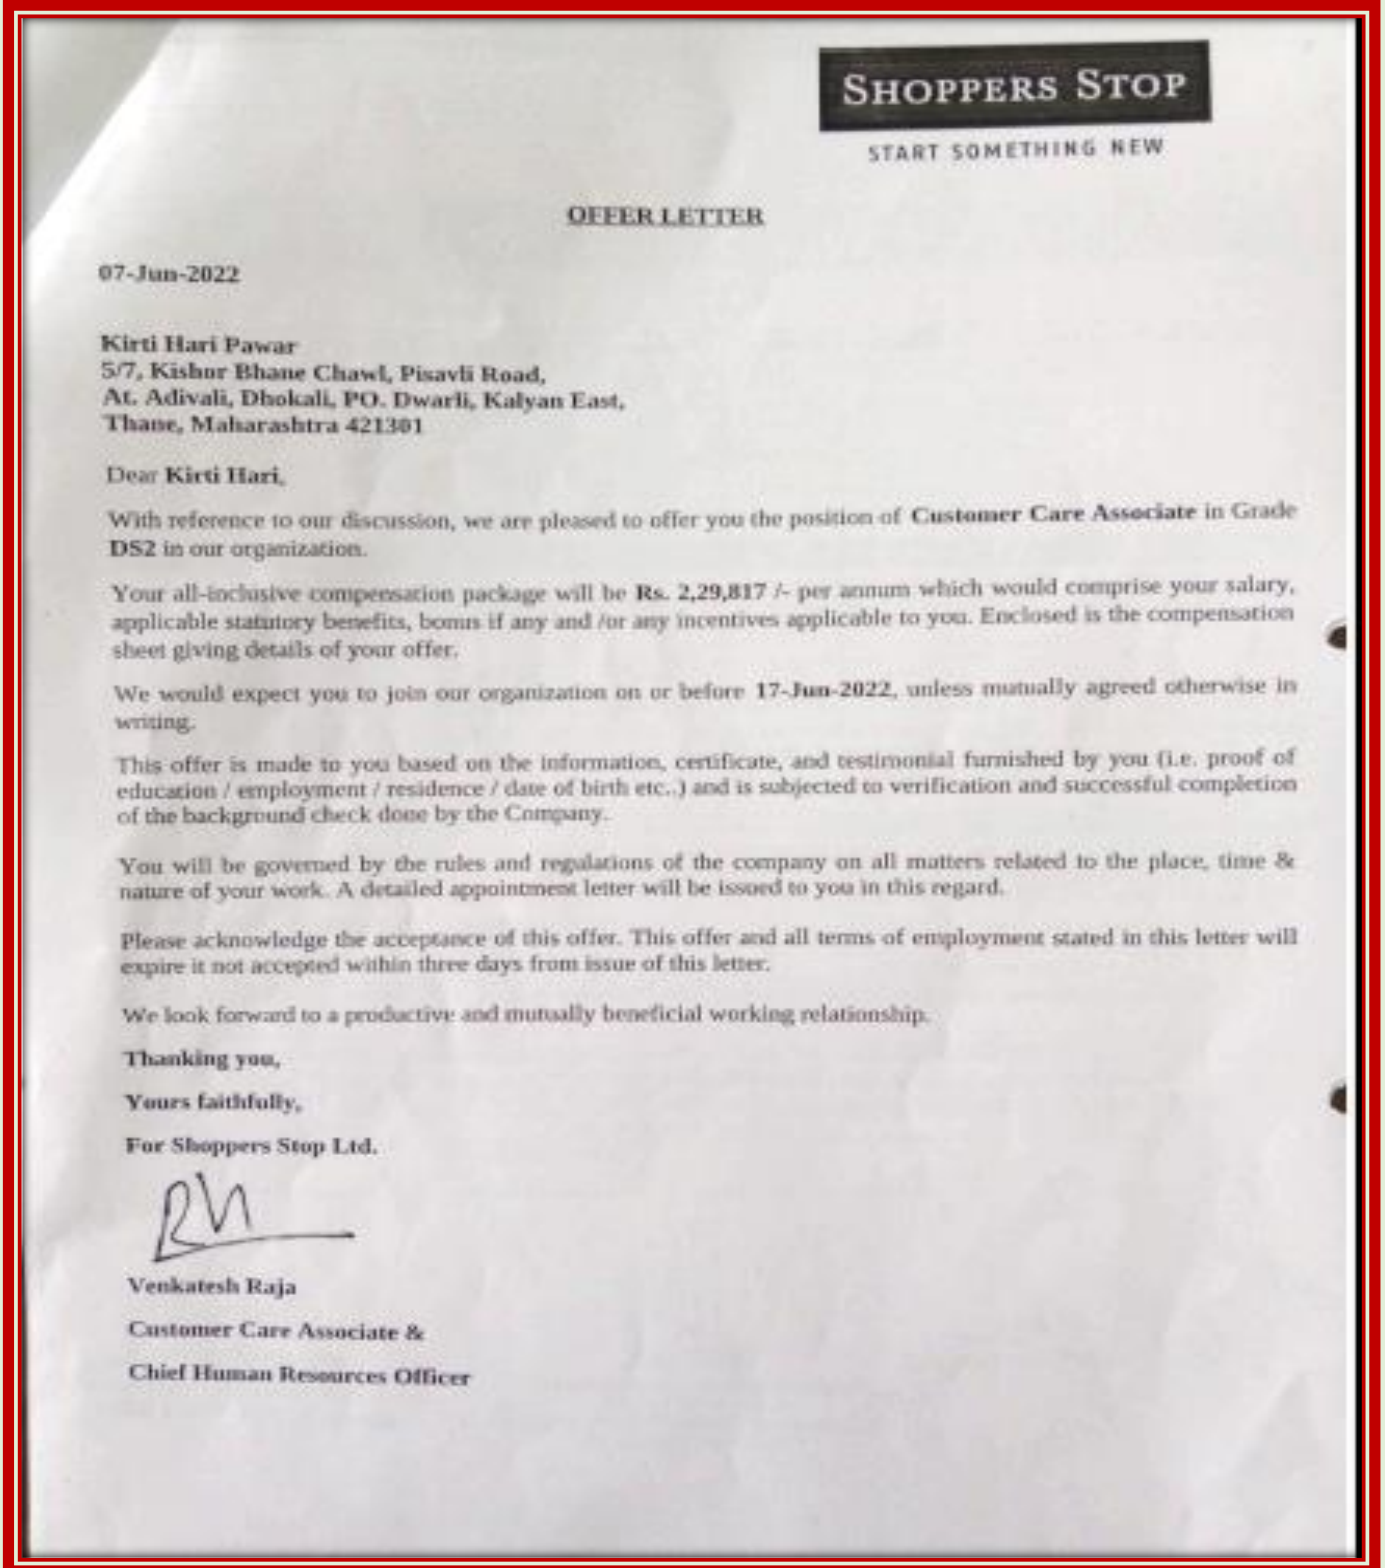 SHOPPERS STOP
START SOMETHING NEW
OFFER LETTER
07-Jun-2022
Kirti Hari Pawar
5/7, Kishor Bhane Chawl, Pisavli Road,
At. Adivali, Dhokali, PO. Dwarli, Kalyan East,
Thane, Maharashtra 421301
Dear Kirti Hari,
With reference to our discussion, we are pleased to offer you the position of Customer Care Associate in Grade
DS2 in our organization.
Your all-inclusive compensation package will be Rs. 2,29,817 /- per annum which would comprise your salary,
applicable statutory benefits, bonus if any and /or any incentives applicable to you. Enclosed is the compensation
sheet giving details of your offer.
We would expect you to join our organization on or before 17-Jun-2022, unless mutually agreed otherwise in
writing.
This offer is made to you based on the information, certificate, and testimonial furnished by you (i.e. proof of
education / employment / residence / date of birth etc..) and is subjected to verification and successful completion
of the background check done by the Company.
You will be governed by the rules and regulations of the company on all matters related to the place, time &
nature of your work. A detailed appointment letter will be issued to you in this regard.
Please acknowledge the acceptance of this offer. This offer and all terms of employment stated in this letter will
expire it not accepted within three days from issue of this letter.
We look forward to a productive and mutually beneficial working relationship.
Thanking you,
Yours faithfully,
For Shoppers Stop Ltd.
Venkatesh Raja
Customer Care Associate &
Chief Human Resources Officer